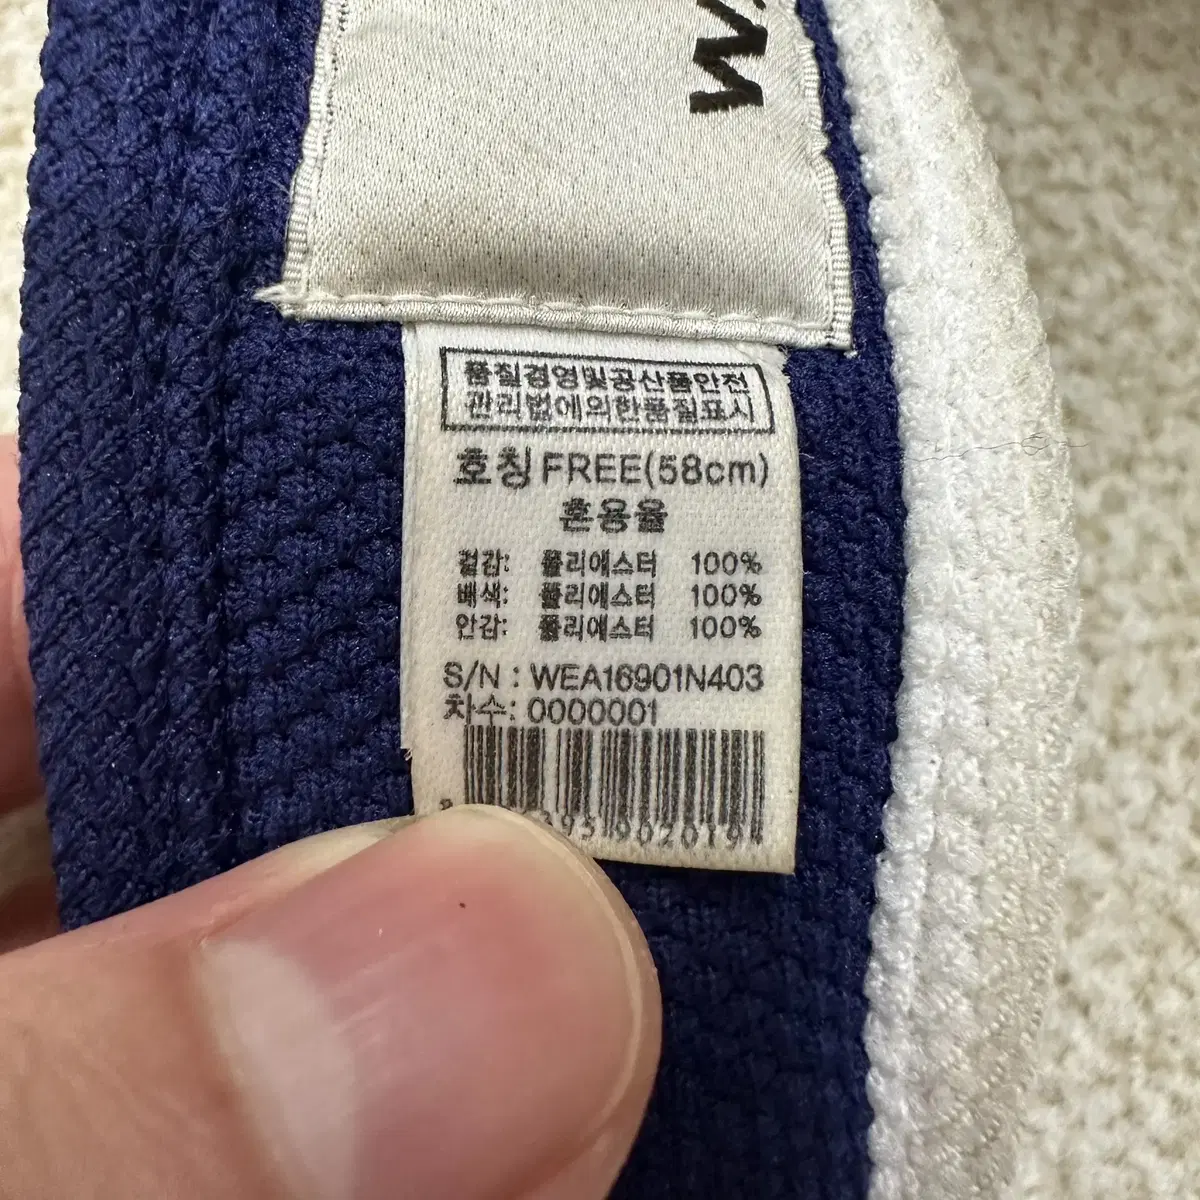 W
품질경영및공산품안전
관리법에의한품질표시
호칭 FREE(58cm)
혼용율
겉감: 폴리에스터 100%
배색: 폴리에스터 100%
안감: 폴리에스터 100%
S/N : WEA16901N403
차수: 0000001